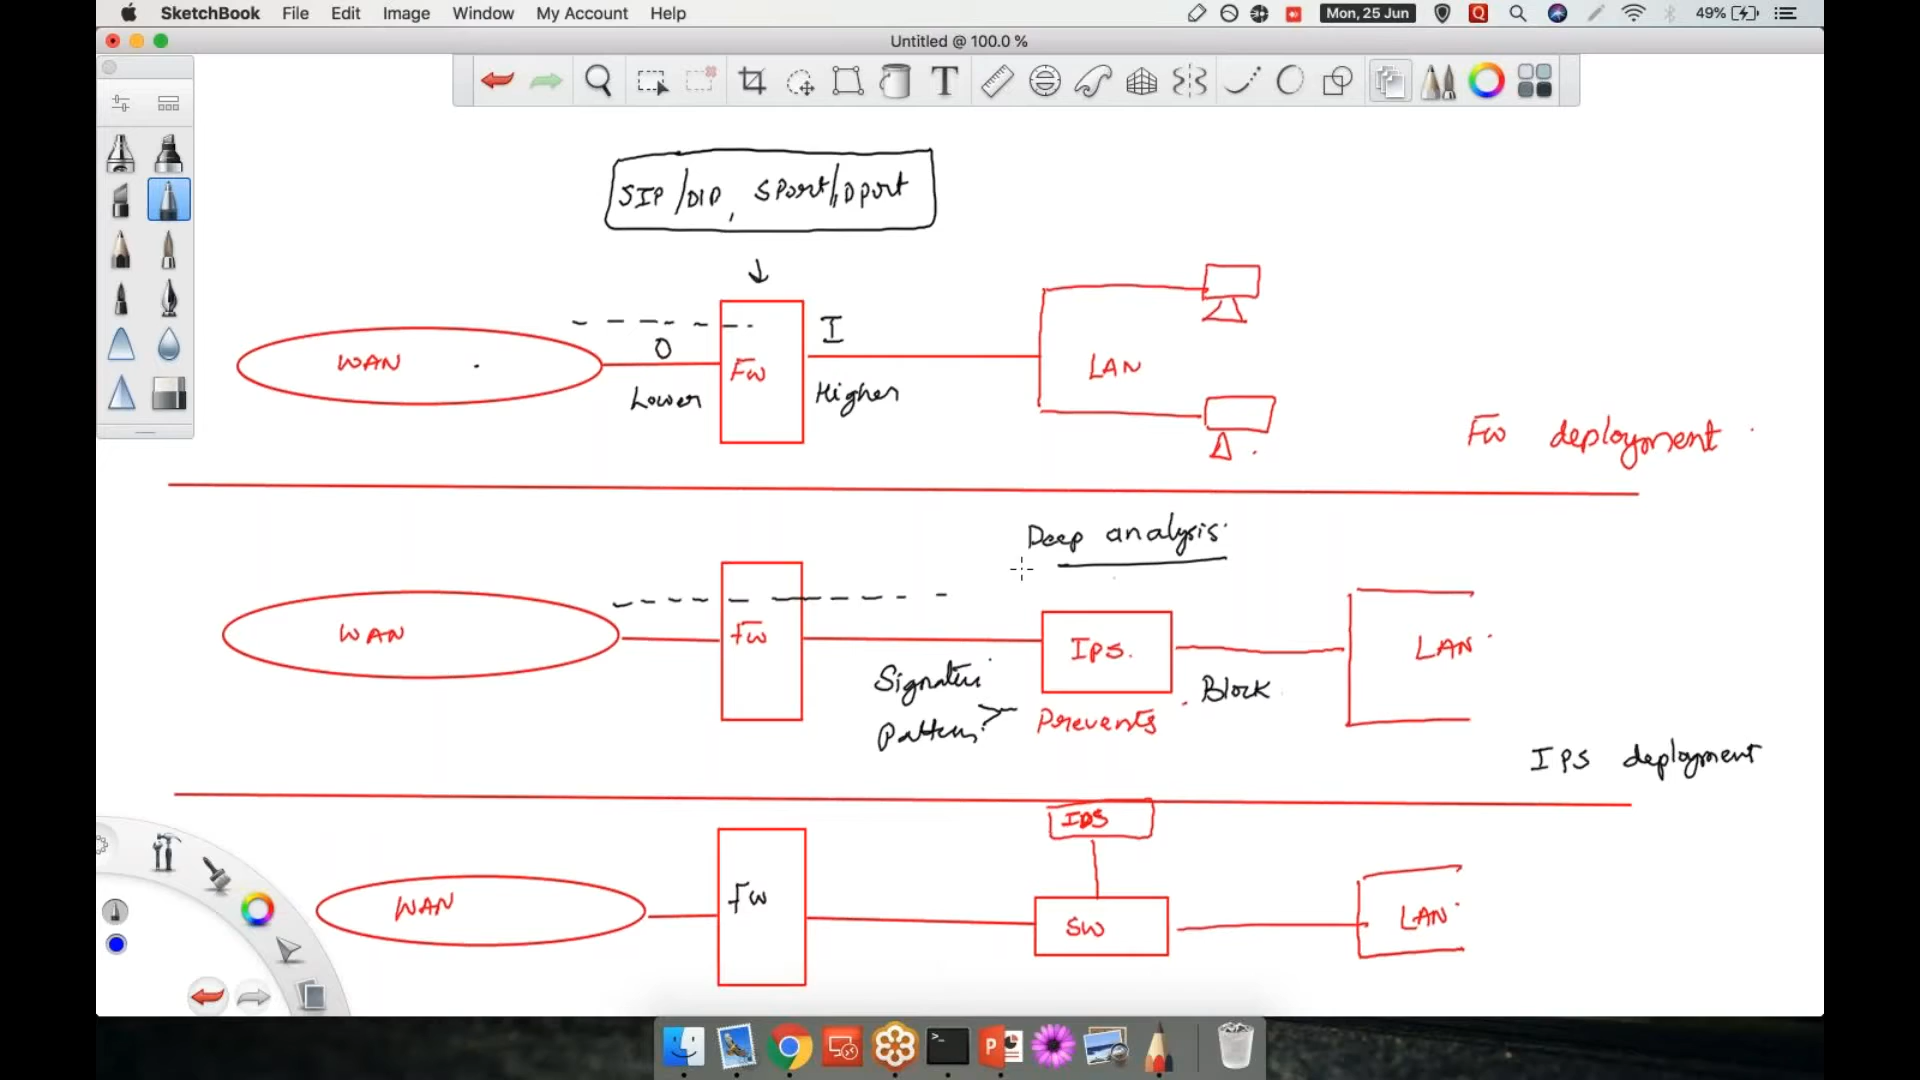 SketchBook File Edit Image Window My Account Help Mon, 25 Jun Q 49%
Untitled @ 100.0 %
T
SIP/DIP, SPort/DPort
WAN
O
Lower
FW
I
Higher
LAN
FW deployment
Deep analysis
WAN
FW
IPS.
LAN
Signature
Pattern
Prevents
Block
IPS deployment
IDS
WAN
FW
SW
LAN
P